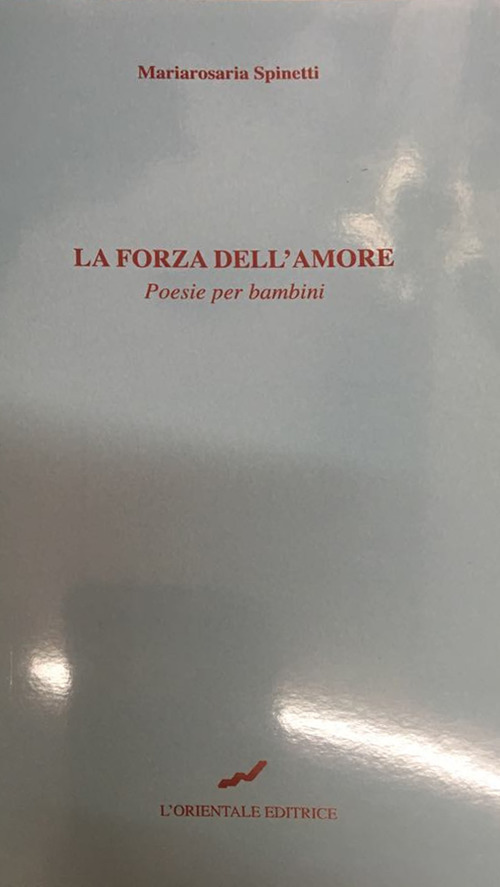 Mariarosaria Spinetti
LA FORZA DELL'AMORE
Poesie per bambini
L'ORIENTALE EDITRICE